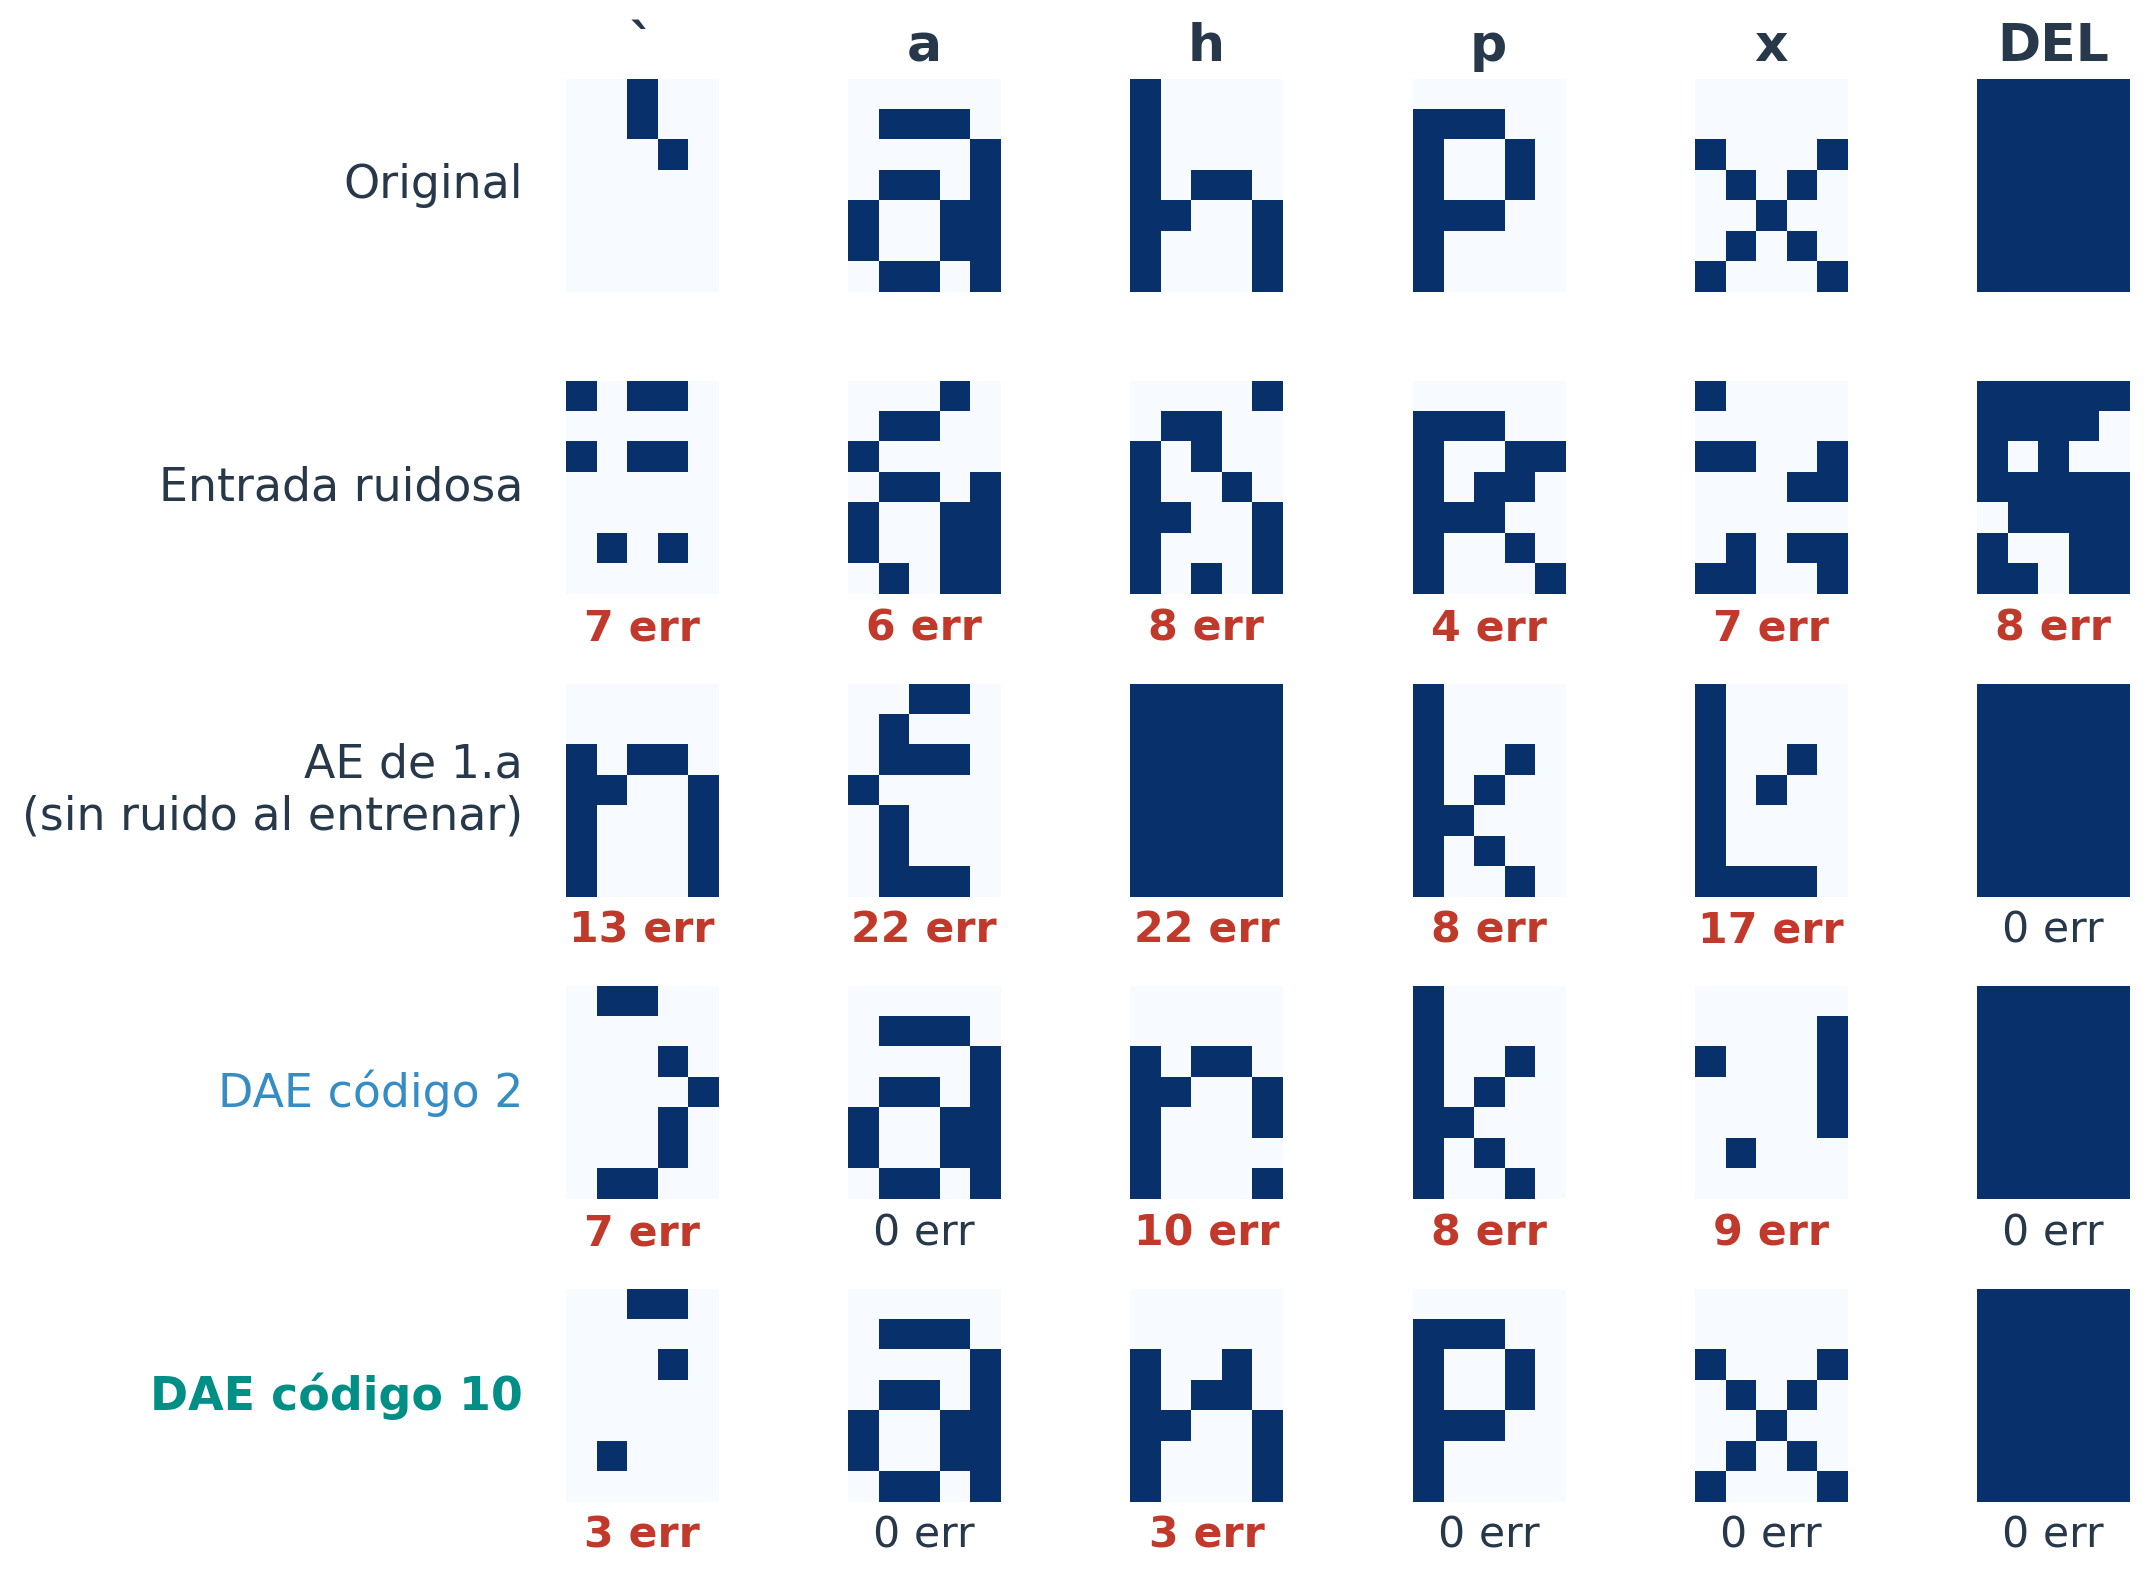 ` a h p x DEL
Original
Entrada ruidosa
7 err 6 err 8 err 4 err 7 err 8 err
AE de 1.a
(sin ruido al entrenar)
13 err 22 err 22 err 8 err 17 err 0 err
DAE código 2
7 err 0 err 10 err 8 err 9 err 0 err
DAE código 10
3 err 0 err 3 err 0 err 0 err 0 err